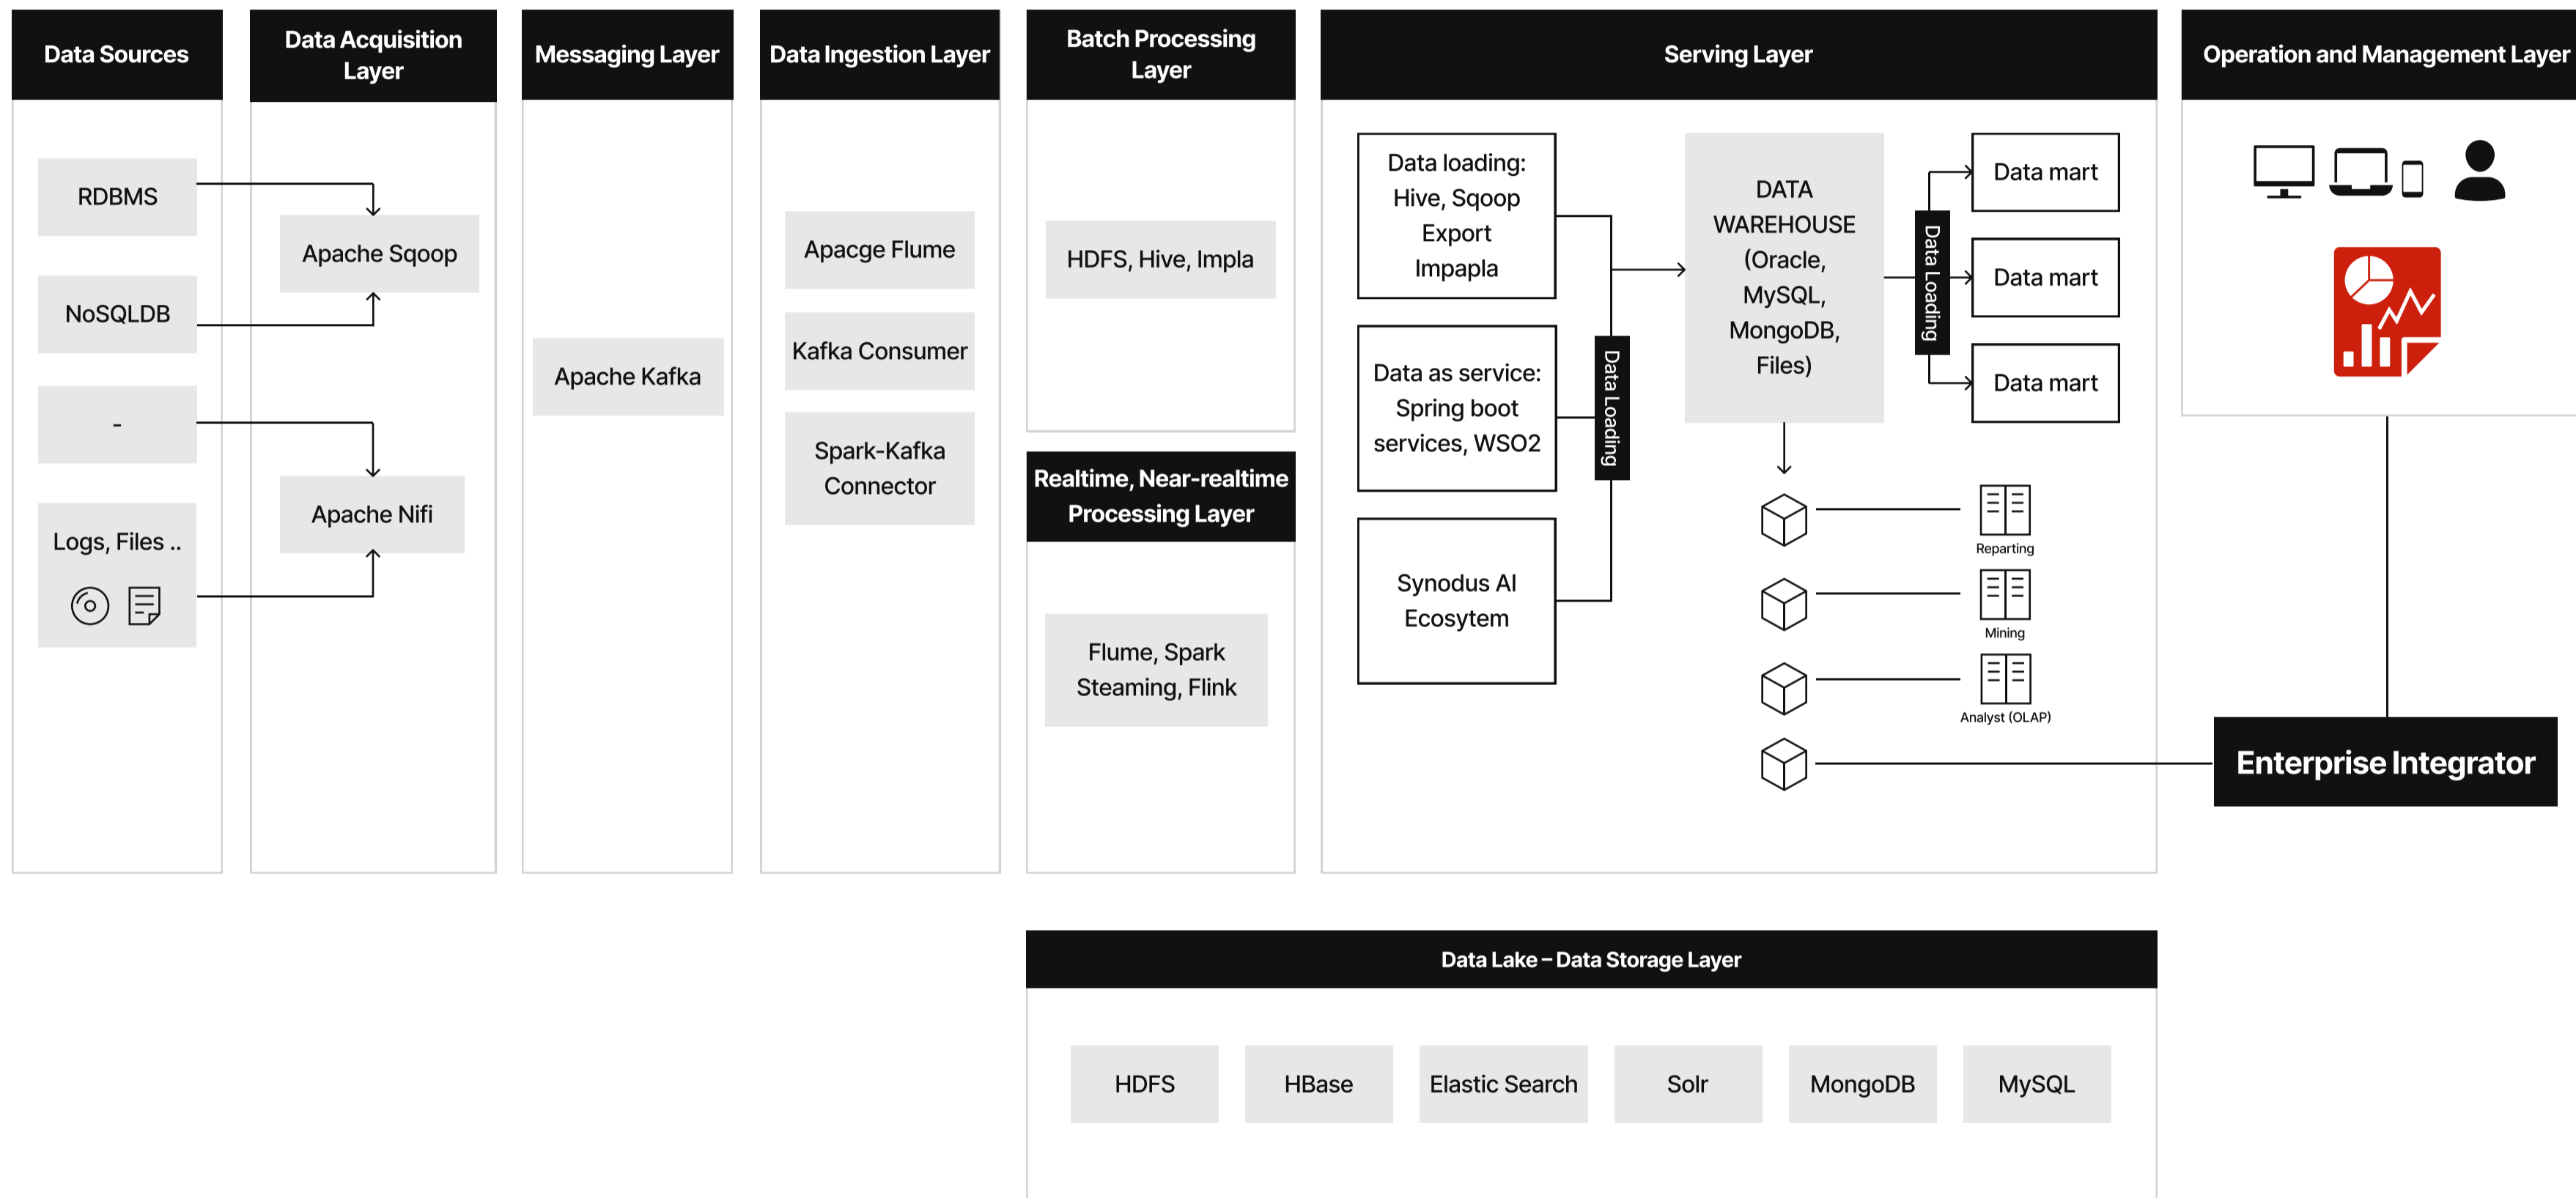 Data Sources
RDBMS
NoSQLDB
-
Logs, Files ..
Data Acquisition
Layer
Apache Sqoop
Apache Nifi
Messaging Layer
Apache Kafka
Data Ingestion Layer
Apacge Flume
Kafka Consumer
Spark-Kafka
Connector
Batch Processing
Layer
HDFS, Hive, Impla
Realtime, Near-realtime
Processing Layer
Flume, Spark
Steaming, Flink
Serving Layer
Data loading:
Hive, Sqoop
Export
Impapla
Data as service:
Spring boot
services, WSO2
Synodus AI
Ecosytem
Data Loading
DATA
WAREHOUSE
(Oracle,
MySQL,
MongoDB,
Files)
Data Loading
Data mart
Data mart
Data mart
Reparting
Mining
Analyst (OLAP)
Operation and Management Layer
Enterprise Integrator
Data Lake – Data Storage Layer
HDFS
HBase
Elastic Search
Solr
MongoDB
MySQL